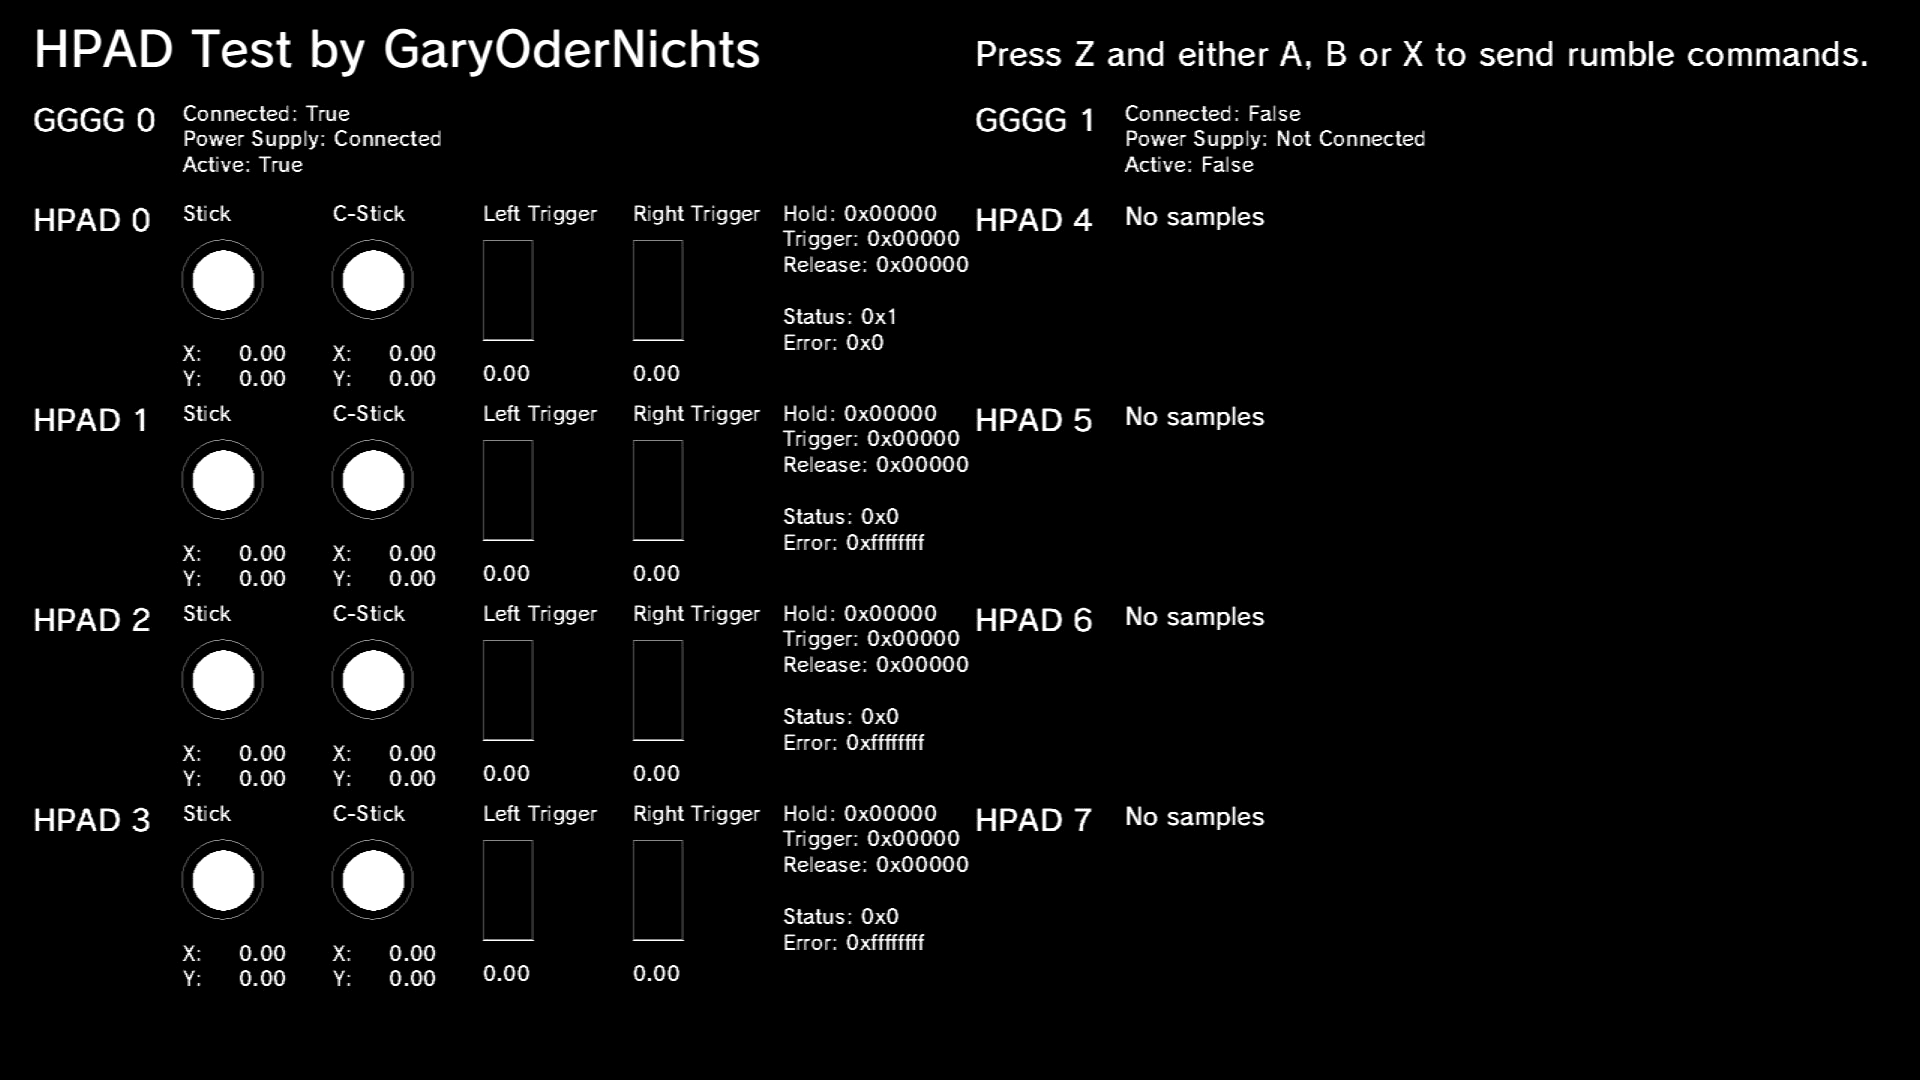 HPAD Test by GaryOderNichts
Press Z and either A, B or X to send rumble commands.
GGGG 0
Connected: True
Power Supply: Connected
Active: True
GGGG 1
Connected: False
Power Supply: Not Connected
Active: False
HPAD 0
Stick
X: 0.00
Y: 0.00
C-Stick
X: 0.00
Y: 0.00
Left Trigger
0.00
Right Trigger
0.00
Hold: 0x00000
Trigger: 0x00000
Release: 0x00000
Status: 0x1
Error: 0x0
HPAD 4
No samples
HPAD 1
Stick
X: 0.00
Y: 0.00
C-Stick
X: 0.00
Y: 0.00
Left Trigger
0.00
Right Trigger
0.00
Hold: 0x00000
Trigger: 0x00000
Release: 0x00000
Status: 0x0
Error: 0xffffffff
HPAD 5
No samples
HPAD 2
Stick
X: 0.00
Y: 0.00
C-Stick
X: 0.00
Y: 0.00
Left Trigger
0.00
Right Trigger
0.00
Hold: 0x00000
Trigger: 0x00000
Release: 0x00000
Status: 0x0
Error: 0xffffffff
HPAD 6
No samples
HPAD 3
Stick
X: 0.00
Y: 0.00
C-Stick
X: 0.00
Y: 0.00
Left Trigger
0.00
Right Trigger
0.00
Hold: 0x00000
Trigger: 0x00000
Release: 0x00000
Status: 0x0
Error: 0xffffffff
HPAD 7
No samples